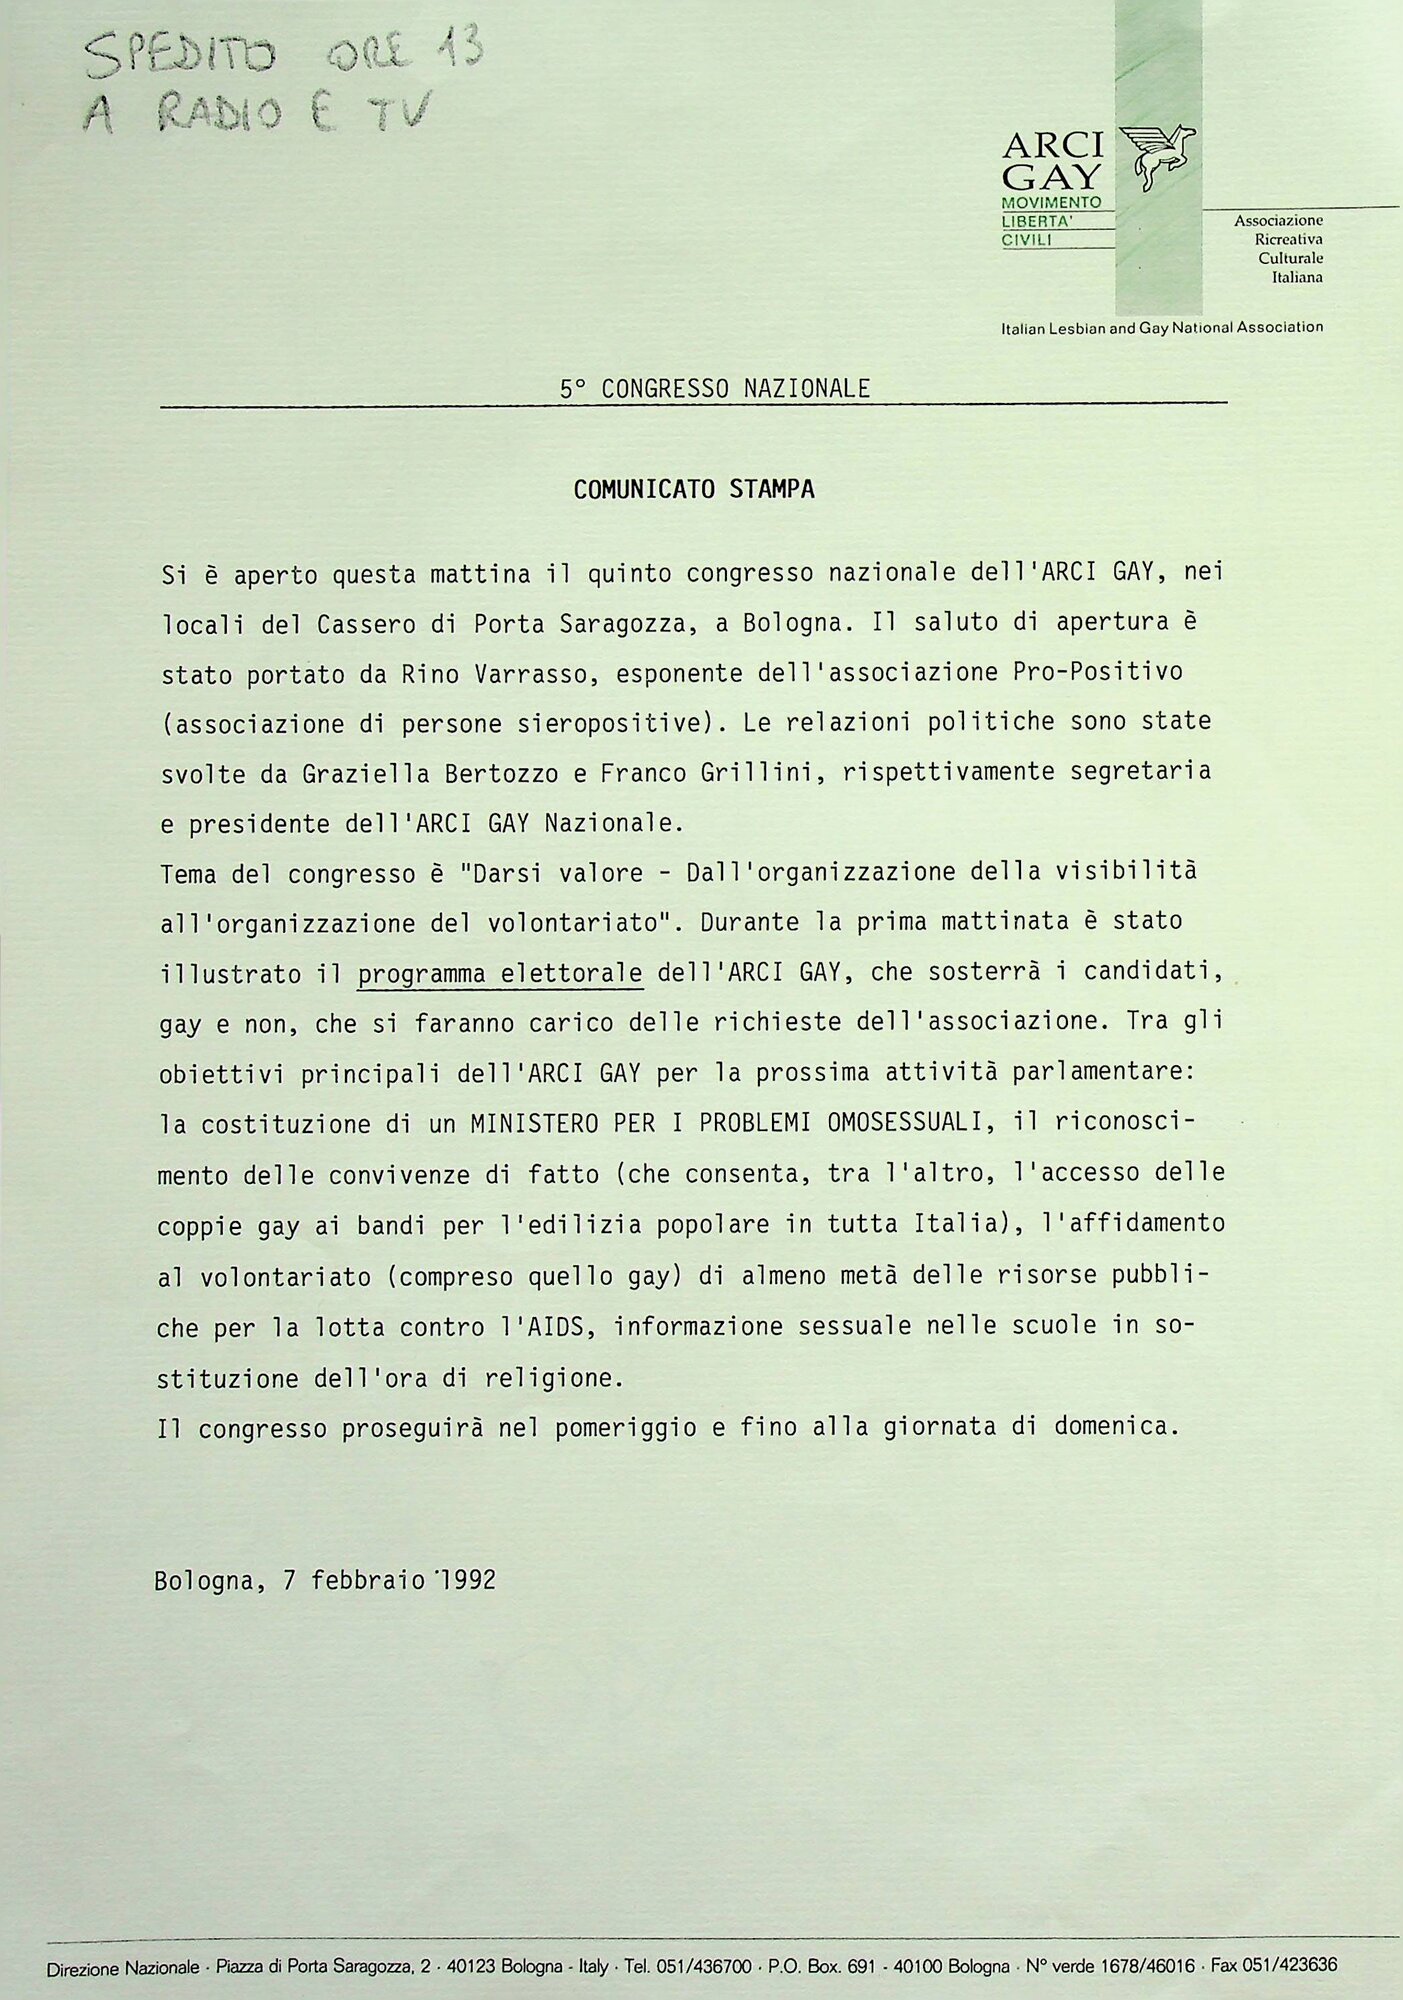 SPEDITO ORE 13
A RADIO E TV
ARCI
GAY
MOVIMENTO
LIBERTA'
CIVILI
Associazione
Ricreativa
Culturale
Italiana
Italian Lesbian and Gay National Association
5° CONGRESSO NAZIONALE
COMUNICATO STAMPA
Si è aperto questa mattina il quinto congresso nazionale dell'ARCI GAY, nei
locali del Cassero di Porta Saragozza, a Bologna. Il saluto di apertura è
stato portato da Rino Varrasso, esponente dell'associazione Pro-Positivo
(associazione di persone sieropositive). Le relazioni politiche sono state
svolte da Graziella Bertozzo e Franco Grillini, rispettivamente segretaria
e presidente dell'ARCI GAY Nazionale.
Tema del congresso è "Darsi valore - Dall'organizzazione della visibilità
all'organizzazione del volontariato". Durante la prima mattinata è stato
illustrato il programma elettorale dell'ARCI GAY, che sosterrà i candidati,
gay e non, che si faranno carico delle richieste dell'associazione. Tra gli
obiettivi principali dell'ARCI GAY per la prossima attività parlamentare:
la costituzione di un MINISTERO PER I PROBLEMI OMOSESSUALI, il riconosci-
mento delle convivenze di fatto (che consenta, tra l'altro, l'accesso delle
coppie gay ai bandi per l'edilizia popolare in tutta Italia), l'affidamento
al volontariato (compreso quello gay) di almeno metà delle risorse pubbli-
che per la lotta contro l'AIDS, informazione sessuale nelle scuole in so-
stituzione dell'ora di religione.
Il congresso proseguirà nel pomeriggio e fino alla giornata di domenica.
Bologna, 7 febbraio 1992
Direzione Nazionale · Piazza di Porta Saragozza, 2 · 40123 Bologna - Italy · Tel. 051/436700 · P.O. Box. 691 - 40100 Bologna · N° verde 1678/46016 · Fax 051/423636